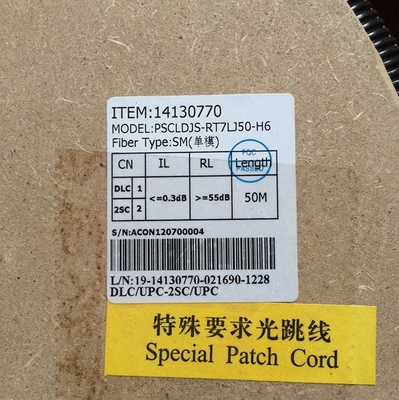 ITEM:14130770
MODEL:PSCLDJS-RT7LJ50-H6
Fiber Type:SM(单模)
CN IL RL Length
PQC
PASSED
DLC 1 <=0.3dB >=55dB 50M
2SC 2
S/N:ACON120700004
L/N:19-14130770-021690-1228
DLC/UPC-2SC/UPC
特殊要求光跳线
Special Patch Cord